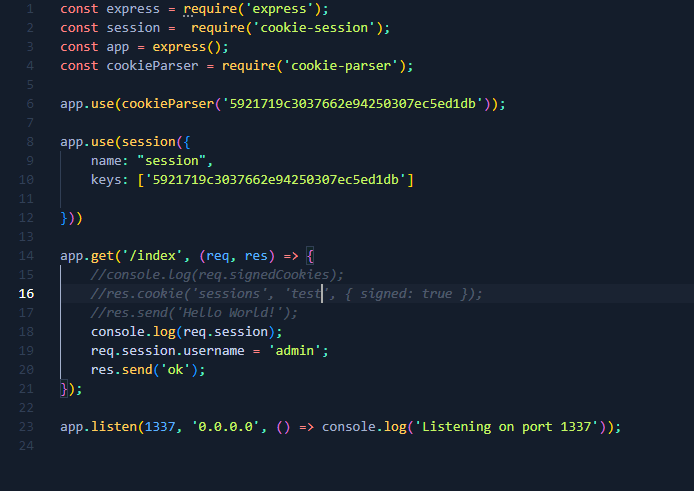 1 const express = require('express');
2 const session =  require('cookie-session');
3 const app = express();
4 const cookieParser = require('cookie-parser');
5
6 app.use(cookieParser('5921719c3037662e94250307ec5ed1db'));
7
8 app.use(session({
9     name: "session",
10     keys: ['5921719c3037662e94250307ec5ed1db']
11
12 }))
13
14 app.get('/index', (req, res) => {
15     //console.log(req.signedCookies);
16     //res.cookie('sessions', 'test', { signed: true });
17     //res.send('Hello World!');
18     console.log(req.session);
19     req.session.username = 'admin';
20     res.send('ok');
21 });
22
23 app.listen(1337, '0.0.0.0', () => console.log('Listening on port 1337'));
24